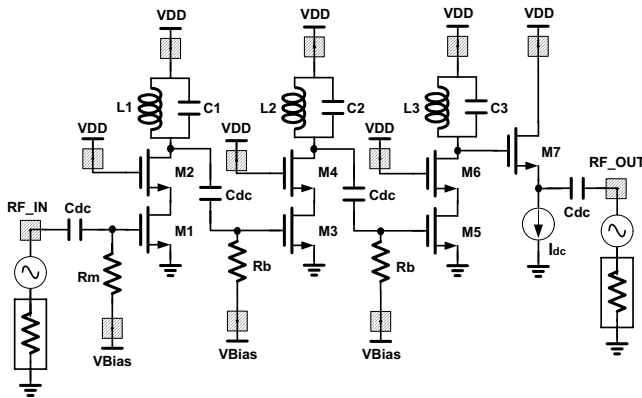 VDD VDD VDD VDD
L1 C1 L2 C2 L3 C3
VDD VDD VDD M7
M2 M4 M6 RF_OUT
RF_IN Cdc Cdc Cdc Cdc
M1 M3 M5 Idc
Rm Rb Rb
VBias VBias VBias